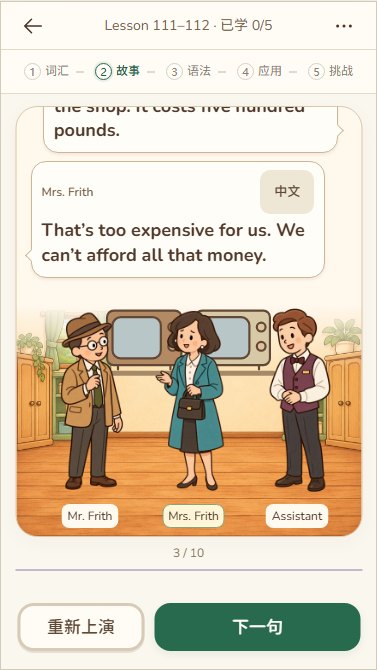 Lesson 111–112 · 已学 0/5
1 词汇 2 故事 3 语法 4 应用 5 挑战
the shop. It costs five hundred
pounds.
Mrs. Frith 中文
That’s too expensive for us. We
can’t afford all that money.
Mr. Frith Mrs. Frith Assistant
3 / 10
重新上演 下一句